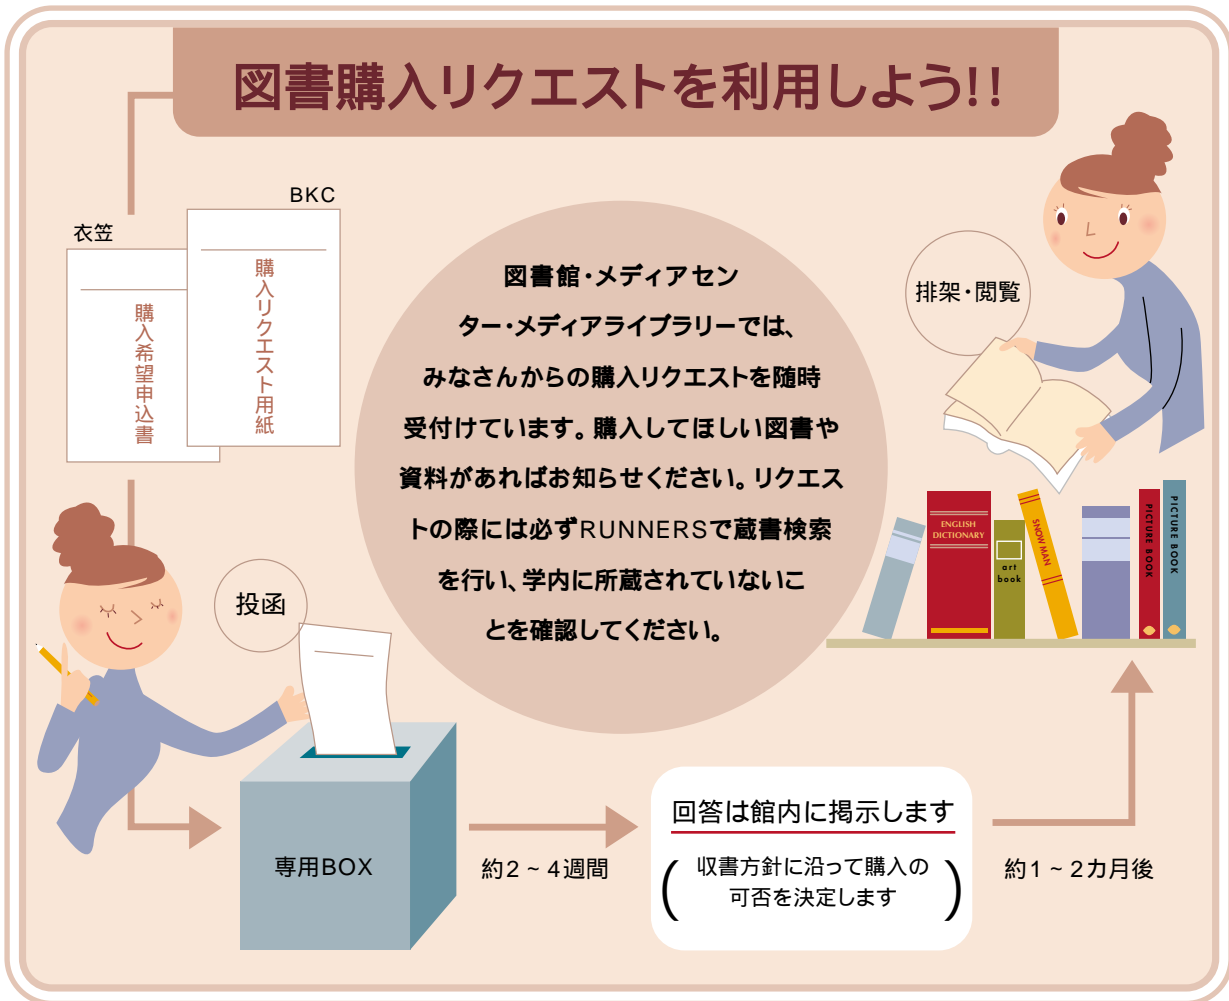 図書購入リクエストを利用しよう!!
BKC
衣笠
購入リクエスト用紙
購入希望申込書
図書館・メディアセン
ター・メディアライブラリーでは、
みなさんからの購入リクエストを随時
受付けています。購入してほしい図書や
資料があればお知らせください。リクエス
トの際には必ずRUNNERSで蔵書検索
を行い、学内に所蔵されていないこ
とを確認してください。
排架・閲覧
ENGLISH
DICTIONARY
art
book
SNOW MAN
PICTURE BOOK
PICTURE BOOK
投函
専用BOX
約2~4週間
回答は館内に掲示します
(収書方針に沿って購入の
可否を決定します)
約1~2カ月後